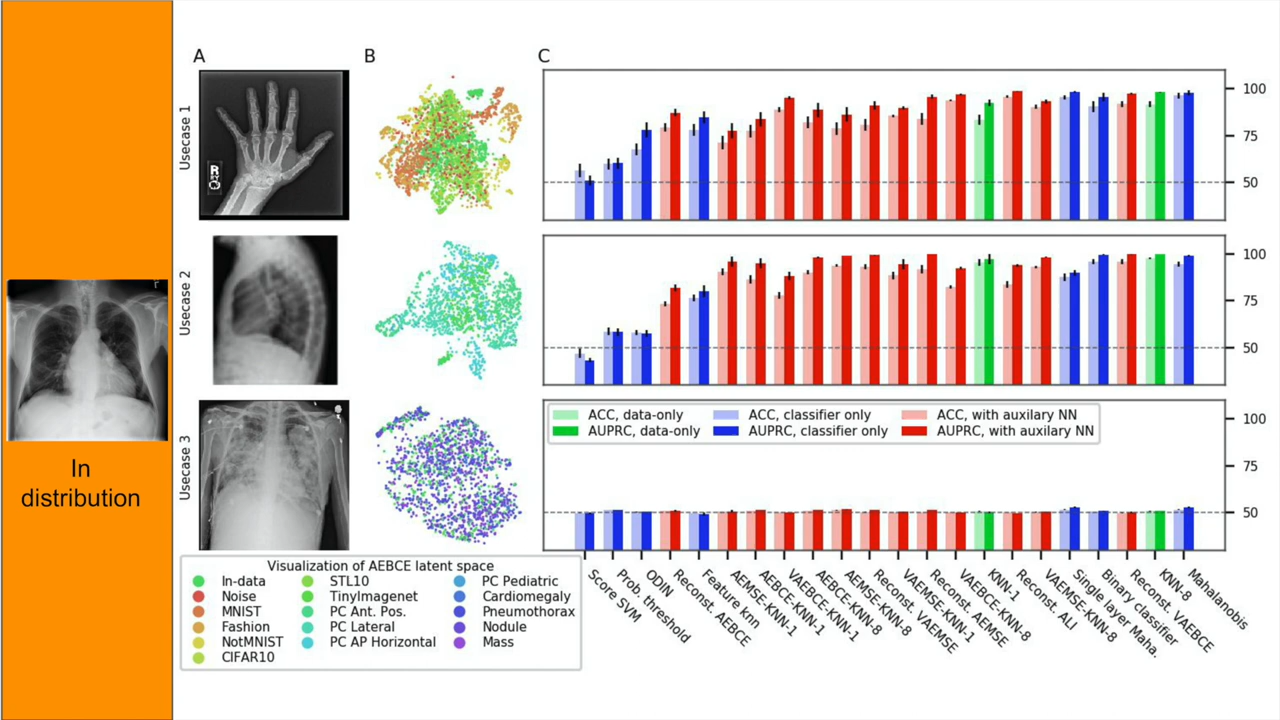 In
distribution
A
B
C
Usecase 1
Usecase 2
Usecase 3
R
r
100
75
50
100
75
50
100
75
50
ACC, data-only
AUPRC, data-only
ACC, classifier only
AUPRC, classifier only
ACC, with auxilary NN
AUPRC, with auxilary NN
Score SVM
Prob. threshold
ODIN
Reconst. AEBCE
Feature knn
AEMSE-KNN-1
AEBCE-KNN-1
VAEBCE-KNN-1
AEBCE-KNN-8
AEMSE-KNN-8
Reconst. VAEMSE
VAEMSE-KNN-1
Reconst. AEMSE
VAEBCE-KNN-8
KNN-1
Reconst. ALI
VAEMSE-KNN-8
Single layer Maha.
Binary classifier
Reconst. VAEBCE
KNN-8
Mahalanobis
Visualization of AEBCE latent space
In-data
Noise
MNIST
Fashion
NotMNIST
CIFAR10
STL10
TinyImagenet
PC Ant. Pos.
PC Lateral
PC AP Horizontal
PC Pediatric
Cardiomegaly
Pneumothorax
Nodule
Mass